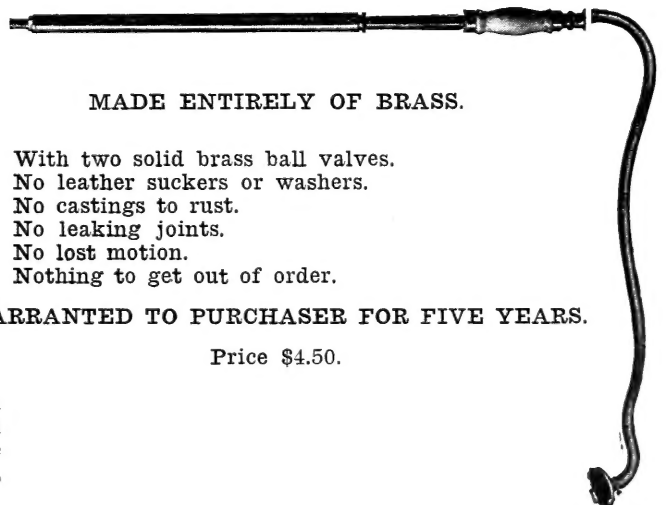 MADE ENTIRELY OF BRASS.
With two solid brass ball valves.
No leather suckers or washers.
No castings to rust.
No leaking joints.
No lost motion.
Nothing to get out of order.
ARRANTED TO PURCHASER FOR FIVE YEARS.
Price $4.50.